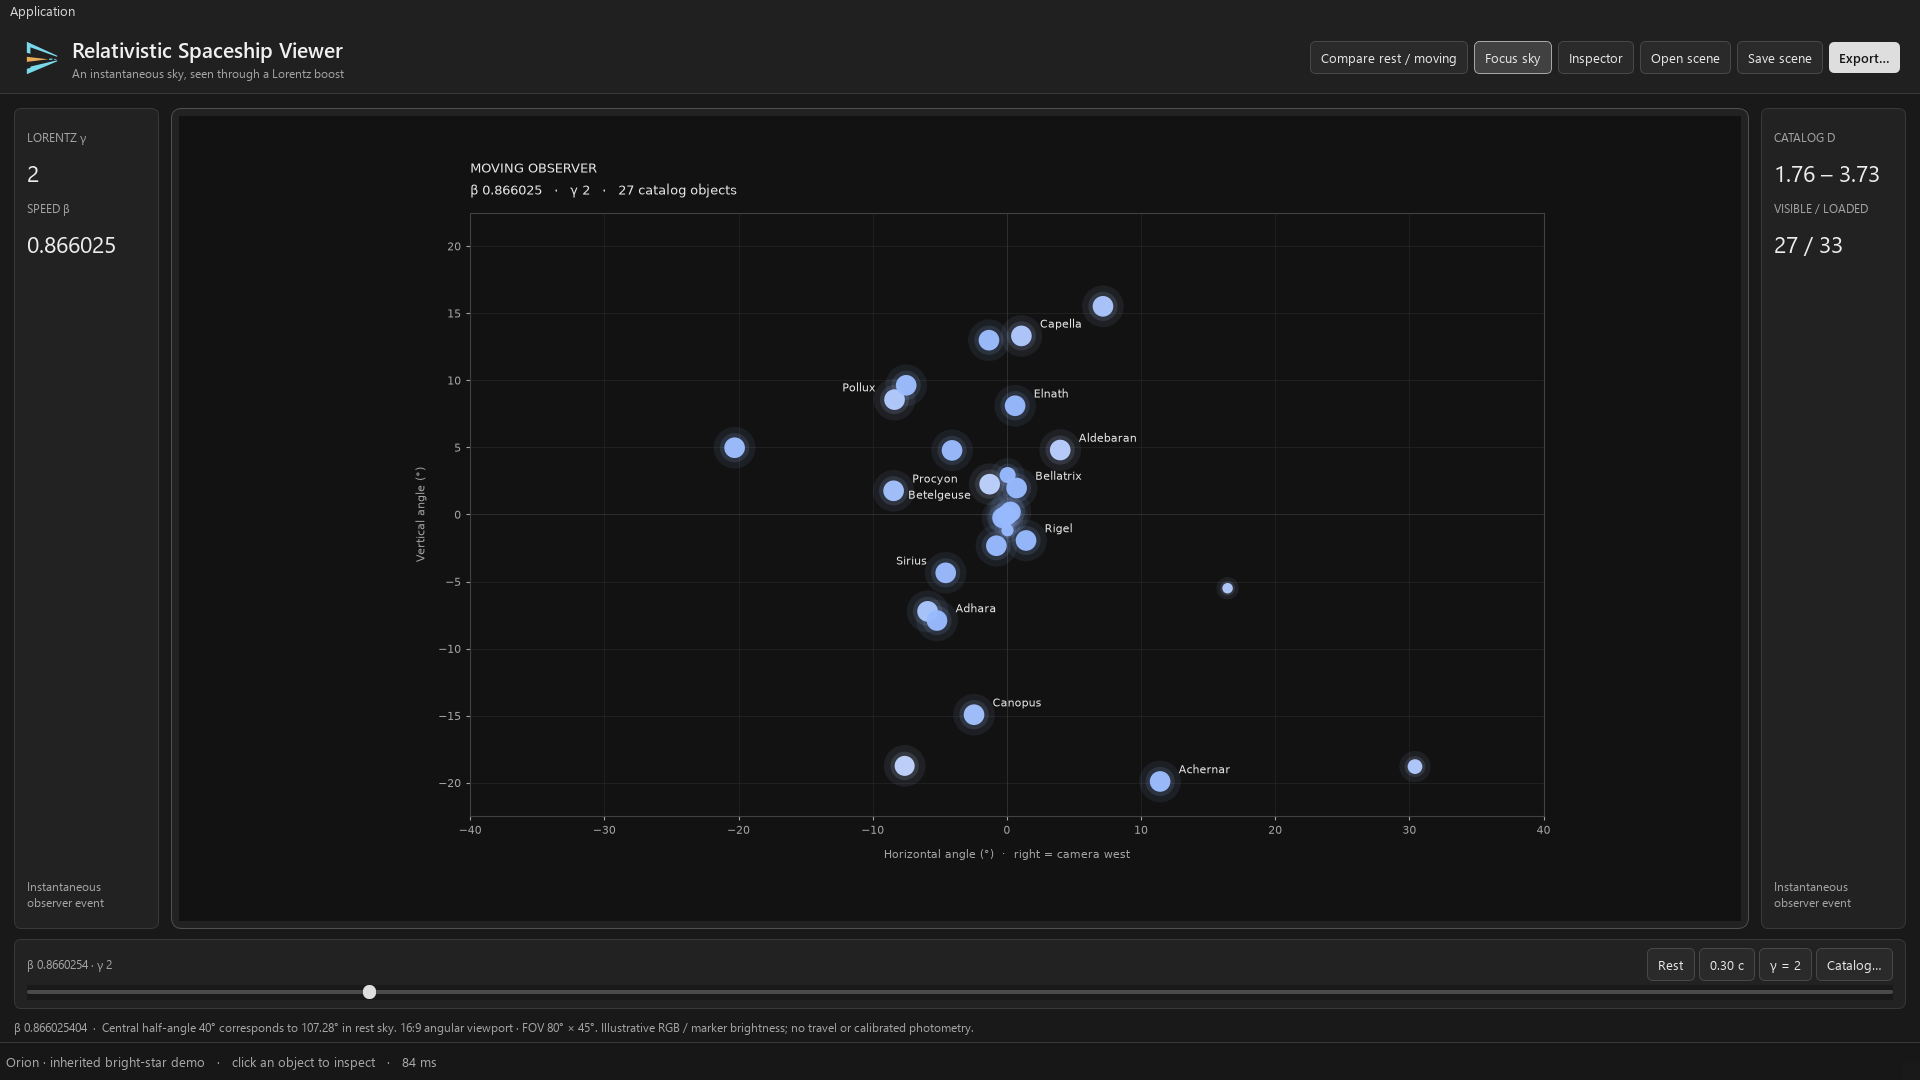 Application
Relativistic Spaceship Viewer
An instantaneous sky, seen through a Lorentz boost
Compare rest / moving
Focus sky
Inspector
Open scene
Save scene
Export...
LORENTZ γ
2
SPEED β
0.866025
Instantaneous
observer event
MOVING OBSERVER
β 0.866025 · γ 2 · 27 catalog objects
Vertical angle (°)
20
15
10
5
0
−5
−10
−15
−20
Capella
Pollux
Elnath
Aldebaran
Procyon
Bellatrix
Betelgeuse
Rigel
Sirius
Adhara
Canopus
Achernar
−40
−30
−20
−10
0
10
20
30
40
Horizontal angle (°) · right = camera west
CATALOG D
1.76 – 3.73
VISIBLE / LOADED
27 / 33
Instantaneous
observer event
β 0.8660254 · γ 2
Rest
0.30 c
γ = 2
Catalog...
β 0.866025404 · Central half-angle 40° corresponds to 107.28° in rest sky. 16:9 angular viewport · FOV 80° × 45°. Illustrative RGB / marker brightness; no travel or calibrated photometry.
Orion · inherited bright-star demo · click an object to inspect · 84 ms